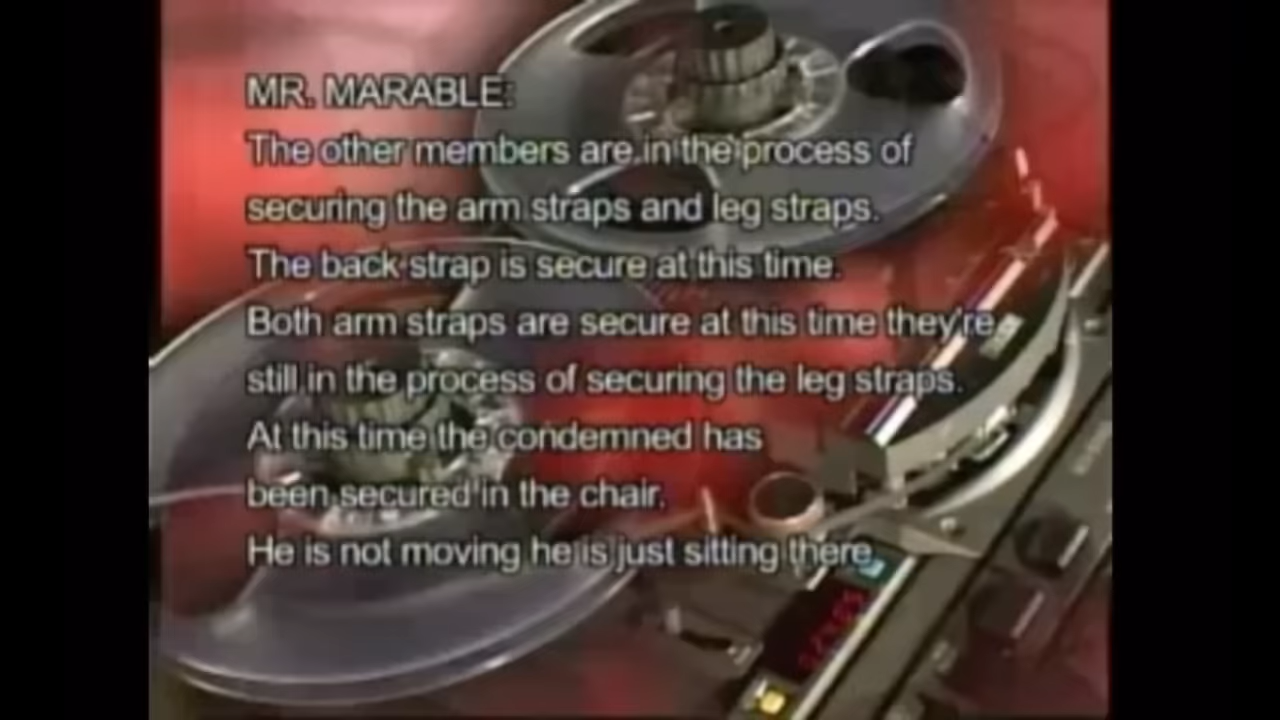 MR. MARABLE:
The other members are in the process of
securing the arm straps and leg straps.
The back strap is secure at this time.
Both arm straps are secure at this time they're
still in the process of securing the leg straps.
At this time the condemned has
been secured in the chair.
He is not moving he is just sitting there.